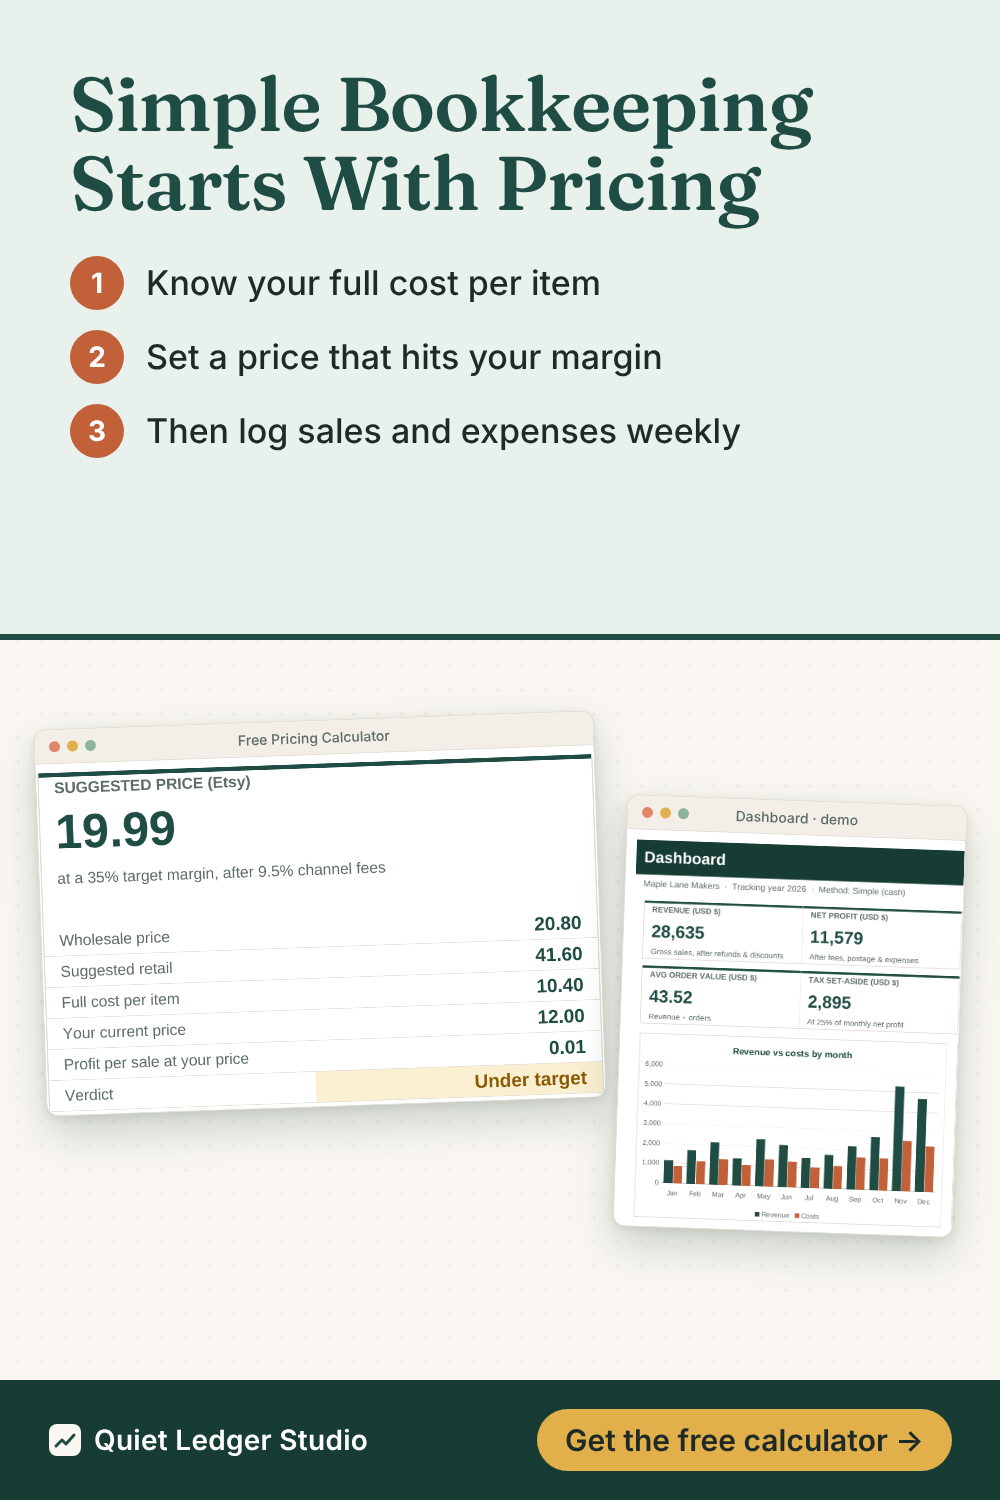 Simple Bookkeeping
Starts With Pricing
1 Know your full cost per item
2 Set a price that hits your margin
3 Then log sales and expenses weekly
Free Pricing Calculator
SUGGESTED PRICE (Etsy)
19.99
at a 35% target margin, after 9.5% channel fees
Wholesale price 20.80
Suggested retail 41.60
Full cost per item 10.40
Your current price 12.00
Profit per sale at your price 0.01
Verdict Under target
Dashboard · demo
Dashboard
Maple Lane Makers · Tracking year 2026 · Method: Simple (cash)
REVENUE (USD $) NET PROFIT (USD $)
28,635 11,579
Gross sales, after refunds & discounts After fees, postage & expenses
AVG ORDER VALUE (USD $) TAX SET-ASIDE (USD $)
43.52 2,895
Revenue ÷ orders At 25% of monthly net profit
Revenue vs costs by month
6,000
5,000
4,000
3,000
2,000
1,000
0
Jan Feb Mar Apr May Jun Jul Aug Sep Oct Nov Dec
Revenue Costs
Quiet Ledger Studio
Get the free calculator →